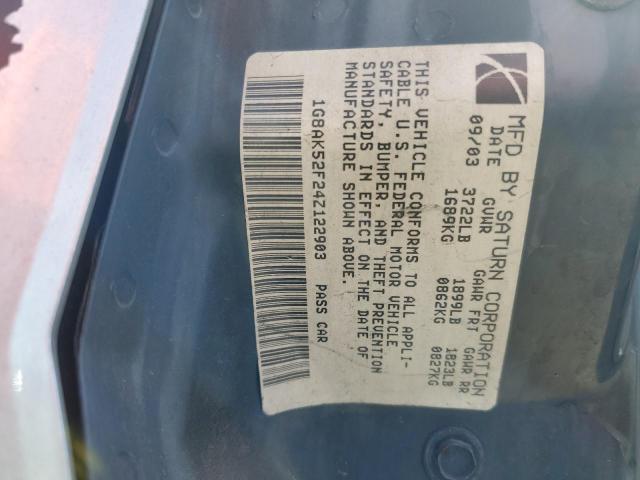 MFD BY SATURN CORPORATION
DATE GVWR GAWR FRT GAWR RR
09/03 3722LB 1899LB 1823LB
1689KG 0862KG 0827KG
THIS VEHICLE CONFORMS TO ALL APPLI-
CABLE U.S. FEDERAL MOTOR VEHICLE
SAFETY, BUMPER, AND THEFT PREVENTION
STANDARDS IN EFFECT ON THE DATE OF
MANUFACTURE SHOWN ABOVE.
1G8AK52F24Z122903 PASS CAR